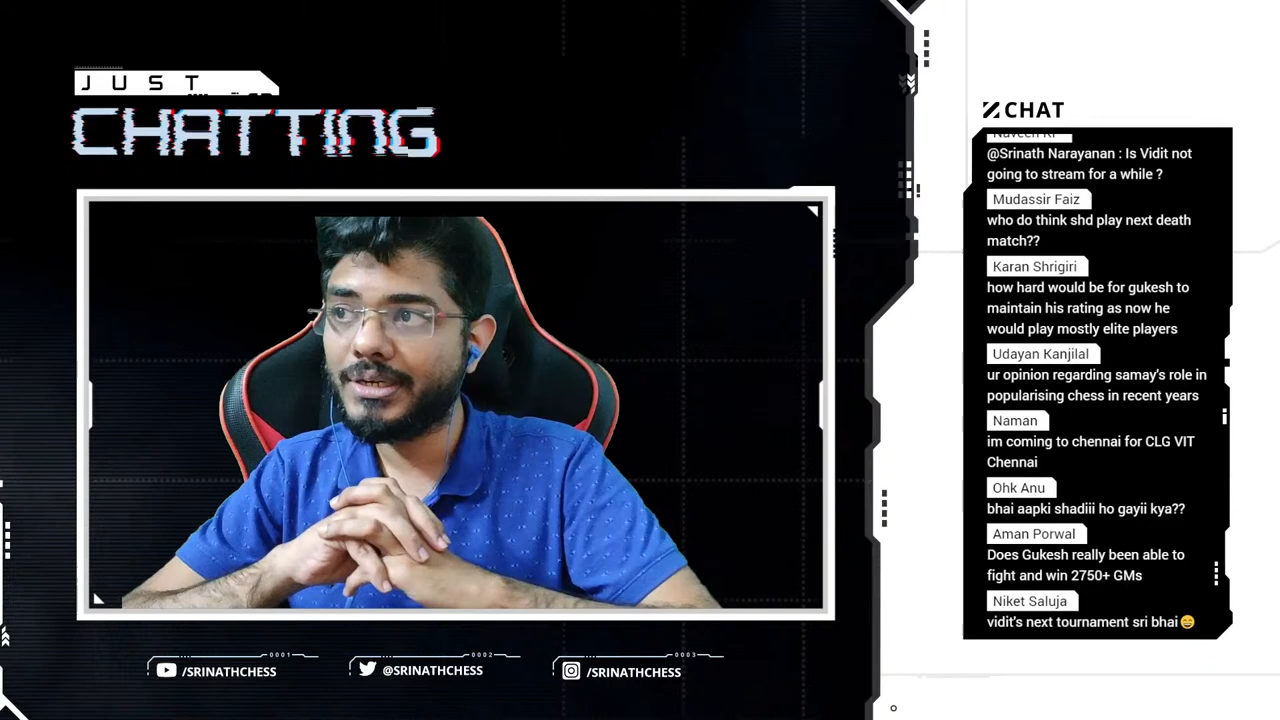 JUST
CHATTING
CHAT
@Srinath Narayanan : Is Vidit not
going to stream for a while ?
Mudassir Faiz
who do think shd play next death
match??
Karan Shrigiri
how hard would be for gukesh to
maintain his rating as now he
would play mostly elite players
Udayan Kanjilal
ur opinion regarding samay's role in
popularising chess in recent years
Naman
im coming to chennai for CLG VIT
Chennai
Ohk Anu
bhai aapki shadiii ho gayii kya??
Aman Porwal
Does Gukesh really been able to
fight and win 2750+ GMs
Niket Saluja
vidit's next tournament sri bhai😄
0001
/SRINATHCHESS
0002
@SRINATHCHESS
0003
/SRINATHCHESS